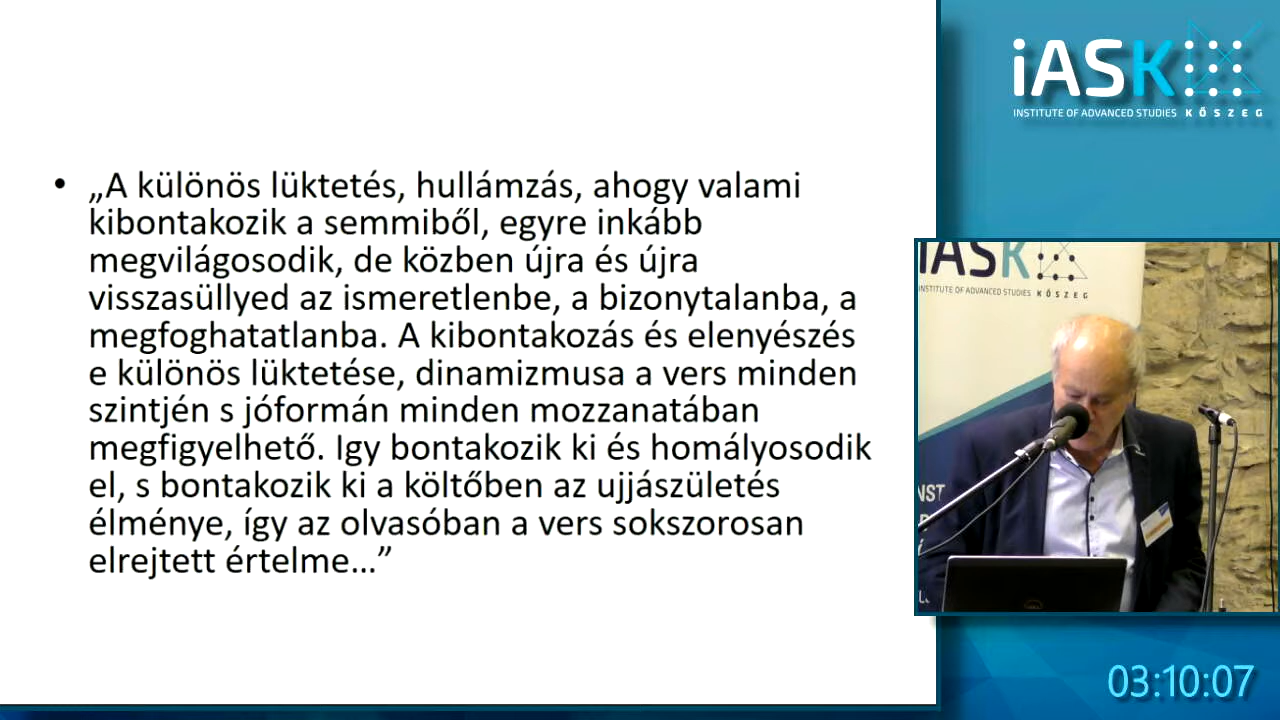 • „A különös lüktetés, hullámzás, ahogy valami
kibontakozik a semmiből, egyre inkább
megvilágosodik, de közben újra és újra
visszasüllyed az ismeretlenbe, a bizonytalanba, a
megfoghatatlanba. A kibontakozás és elenyészés
e különös lüktetése, dinamizmusa a vers minden
szintjén s jóformán minden mozzanatában
megfigyelhető. Igy bontakozik ki és homályosodik
el, s bontakozik ki a költőben az ujjászületés
élménye, így az olvasóban a vers sokszorosan
elrejtett értelme…”
iASK
INSTITUTE OF ADVANCED STUDIES KŐSZEG
iASK
INSTITUTE OF ADVANCED STUDIES KŐSZEG
NST
03:10:07